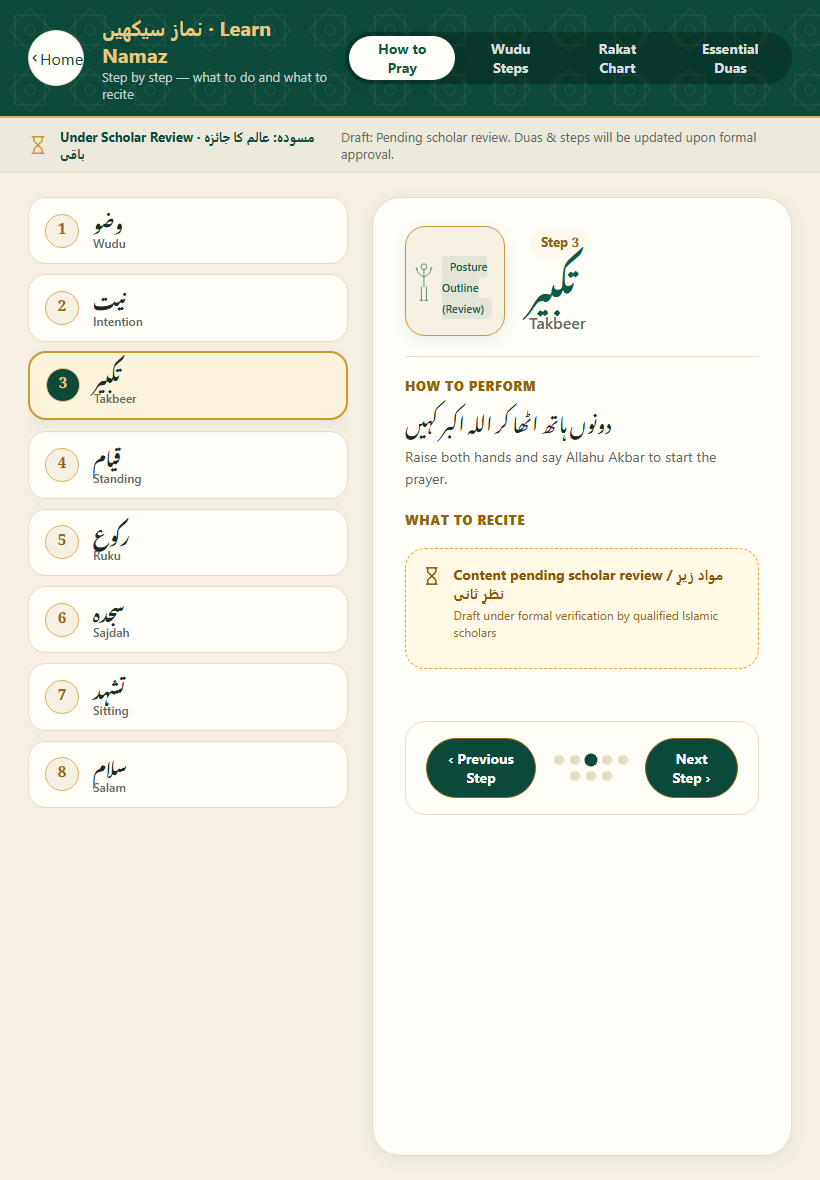 ‹ Home
نماز سیکھیں · Learn
Namaz
Step by step — what to do and what to
recite
How to
Pray
Wudu
Steps
Rakat
Chart
Essential
Duas
Under Scholar Review · مسودہ: عالم کا جائزہ
باقی
Draft: Pending scholar review. Duas & steps will be updated upon formal
approval.
1
وضو
Wudu
2
نیت
Intention
3
تکبیر
Takbeer
4
قیام
Standing
5
رکوع
Ruku
6
سجدہ
Sajdah
7
تشہد
Sitting
8
سلام
Salam
Posture
Outline
(Review)
Step 3
تکبیر
Takbeer
HOW TO PERFORM
دونوں ہاتھ اٹھا کر اللہ اکبر کہیں
Raise both hands and say Allahu Akbar to start the
prayer.
WHAT TO RECITE
Content pending scholar review / مواد زیرِ
نظرِ ثانی
Draft under formal verification by qualified Islamic
scholars
‹ Previous
Step
Next
Step ›